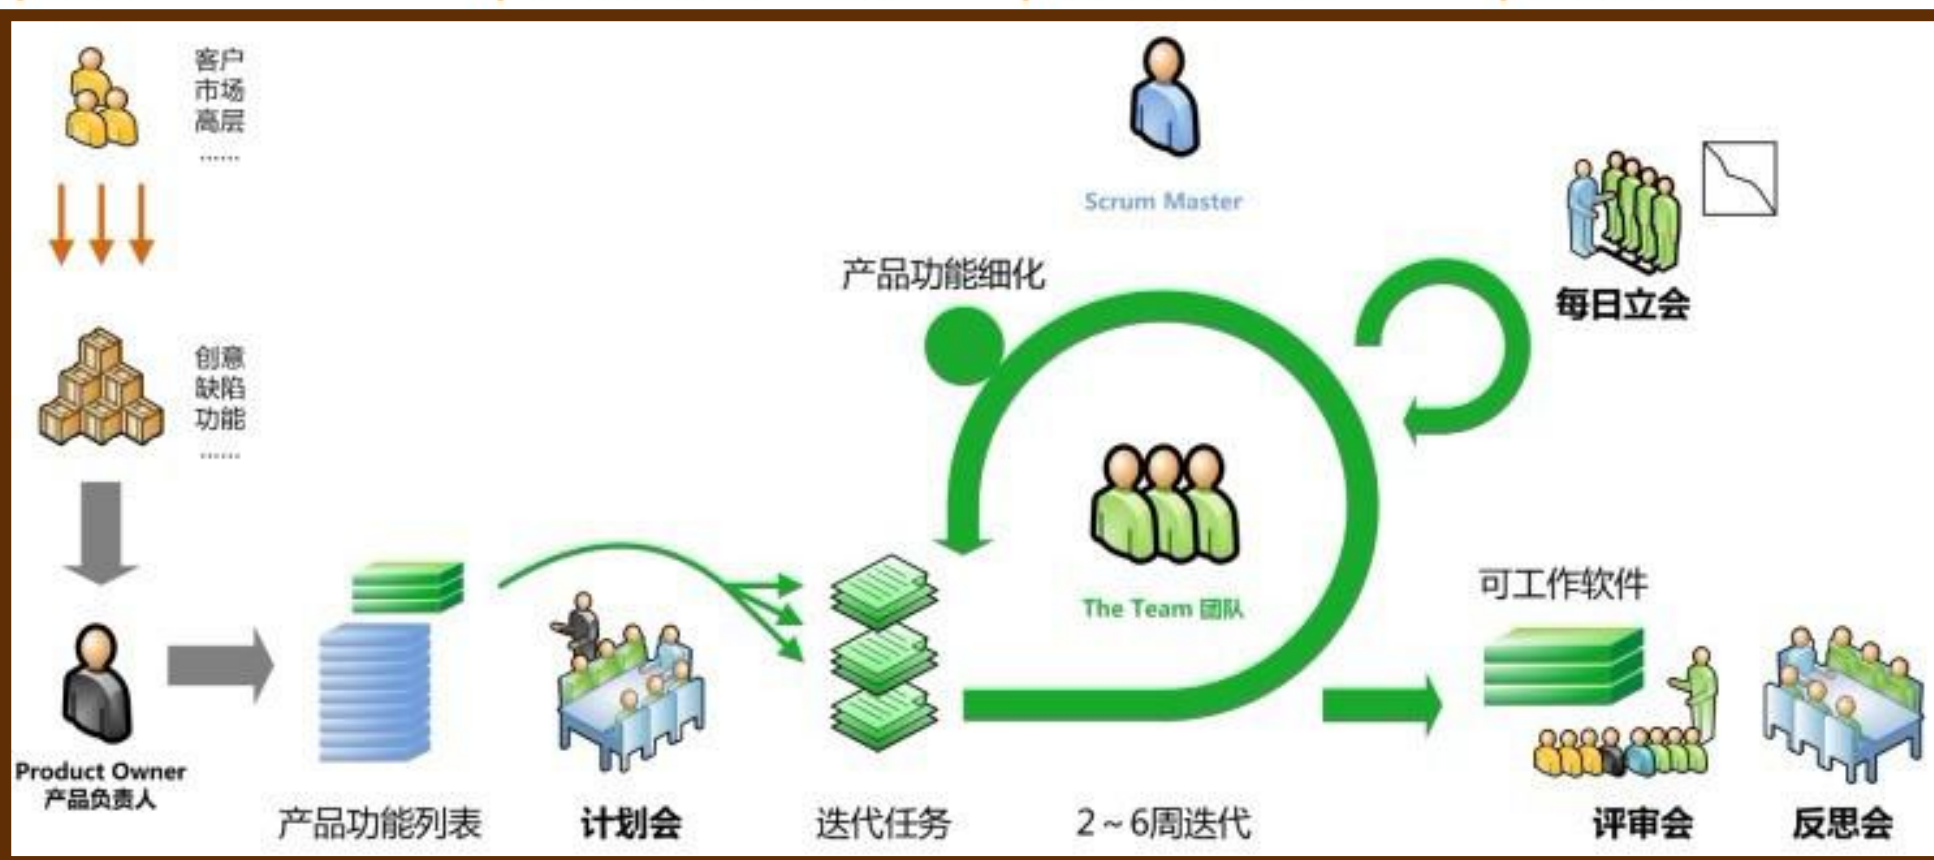 客户
市场
高层
......
创意
缺陷
功能
......
Product Owner
产品负责人
产品功能列表
计划会
迭代任务
2～6周迭代
产品功能细化
Scrum Master
The Team 团队
每日立会
可工作软件
评审会
反思会